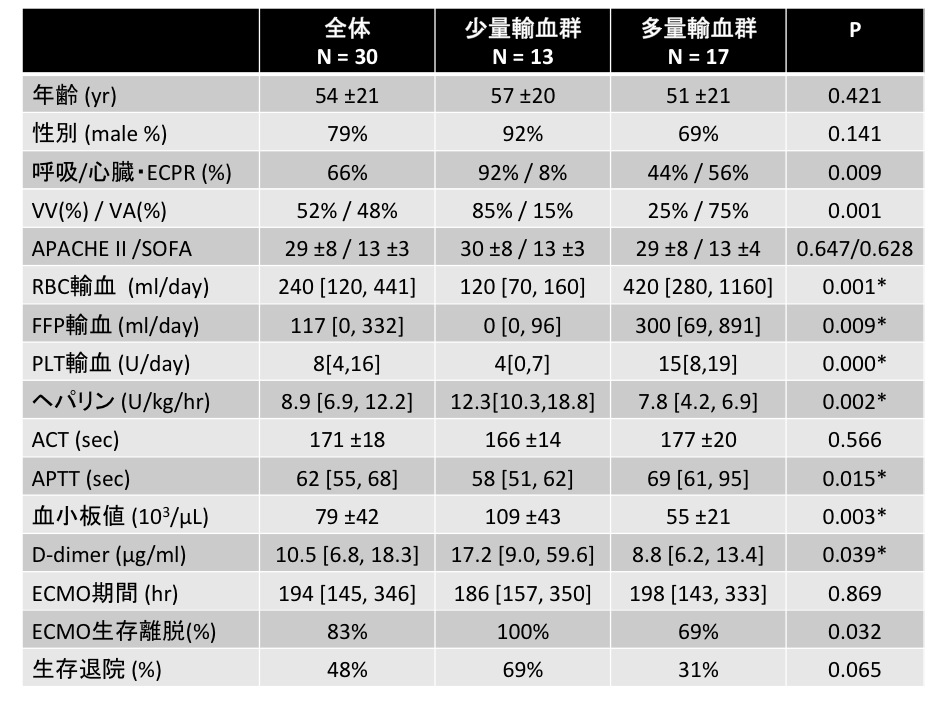 全体 少量輸血群 多量輸血群 P
N = 30 N = 13 N = 17
年齢 (yr) 54 ±21 57 ±20 51 ±21 0.421
性別 (male %) 79% 92% 69% 0.141
呼吸/心臓・ECPR (%) 66% 92% / 8% 44% / 56% 0.009
VV(%) / VA(%) 52% / 48% 85% / 15% 25% / 75% 0.001
APACHE II /SOFA 29 ±8 / 13 ±3 30 ±8 / 13 ±3 29 ±8 / 13 ±4 0.647/0.628
RBC輸血 (ml/day) 240 [120, 441] 120 [70, 160] 420 [280, 1160] 0.001*
FFP輸血 (ml/day) 117 [0, 332] 0 [0, 96] 300 [69, 891] 0.009*
PLT輸血 (U/day) 8[4,16] 4[0,7] 15[8,19] 0.000*
ヘパリン (U/kg/hr) 8.9 [6.9, 12.2] 12.3[10.3,18.8] 7.8 [4.2, 6.9] 0.002*
ACT (sec) 171 ±18 166 ±14 177 ±20 0.566
APTT (sec) 62 [55, 68] 58 [51, 62] 69 [61, 95] 0.015*
血小板値 (10³/μL) 79 ±42 109 ±43 55 ±21 0.003*
D-dimer (μg/ml) 10.5 [6.8, 18.3] 17.2 [9.0, 59.6] 8.8 [6.2, 13.4] 0.039*
ECMO期間 (hr) 194 [145, 346] 186 [157, 350] 198 [143, 333] 0.869
ECMO生存離脱(%) 83% 100% 69% 0.032
生存退院 (%) 48% 69% 31% 0.065